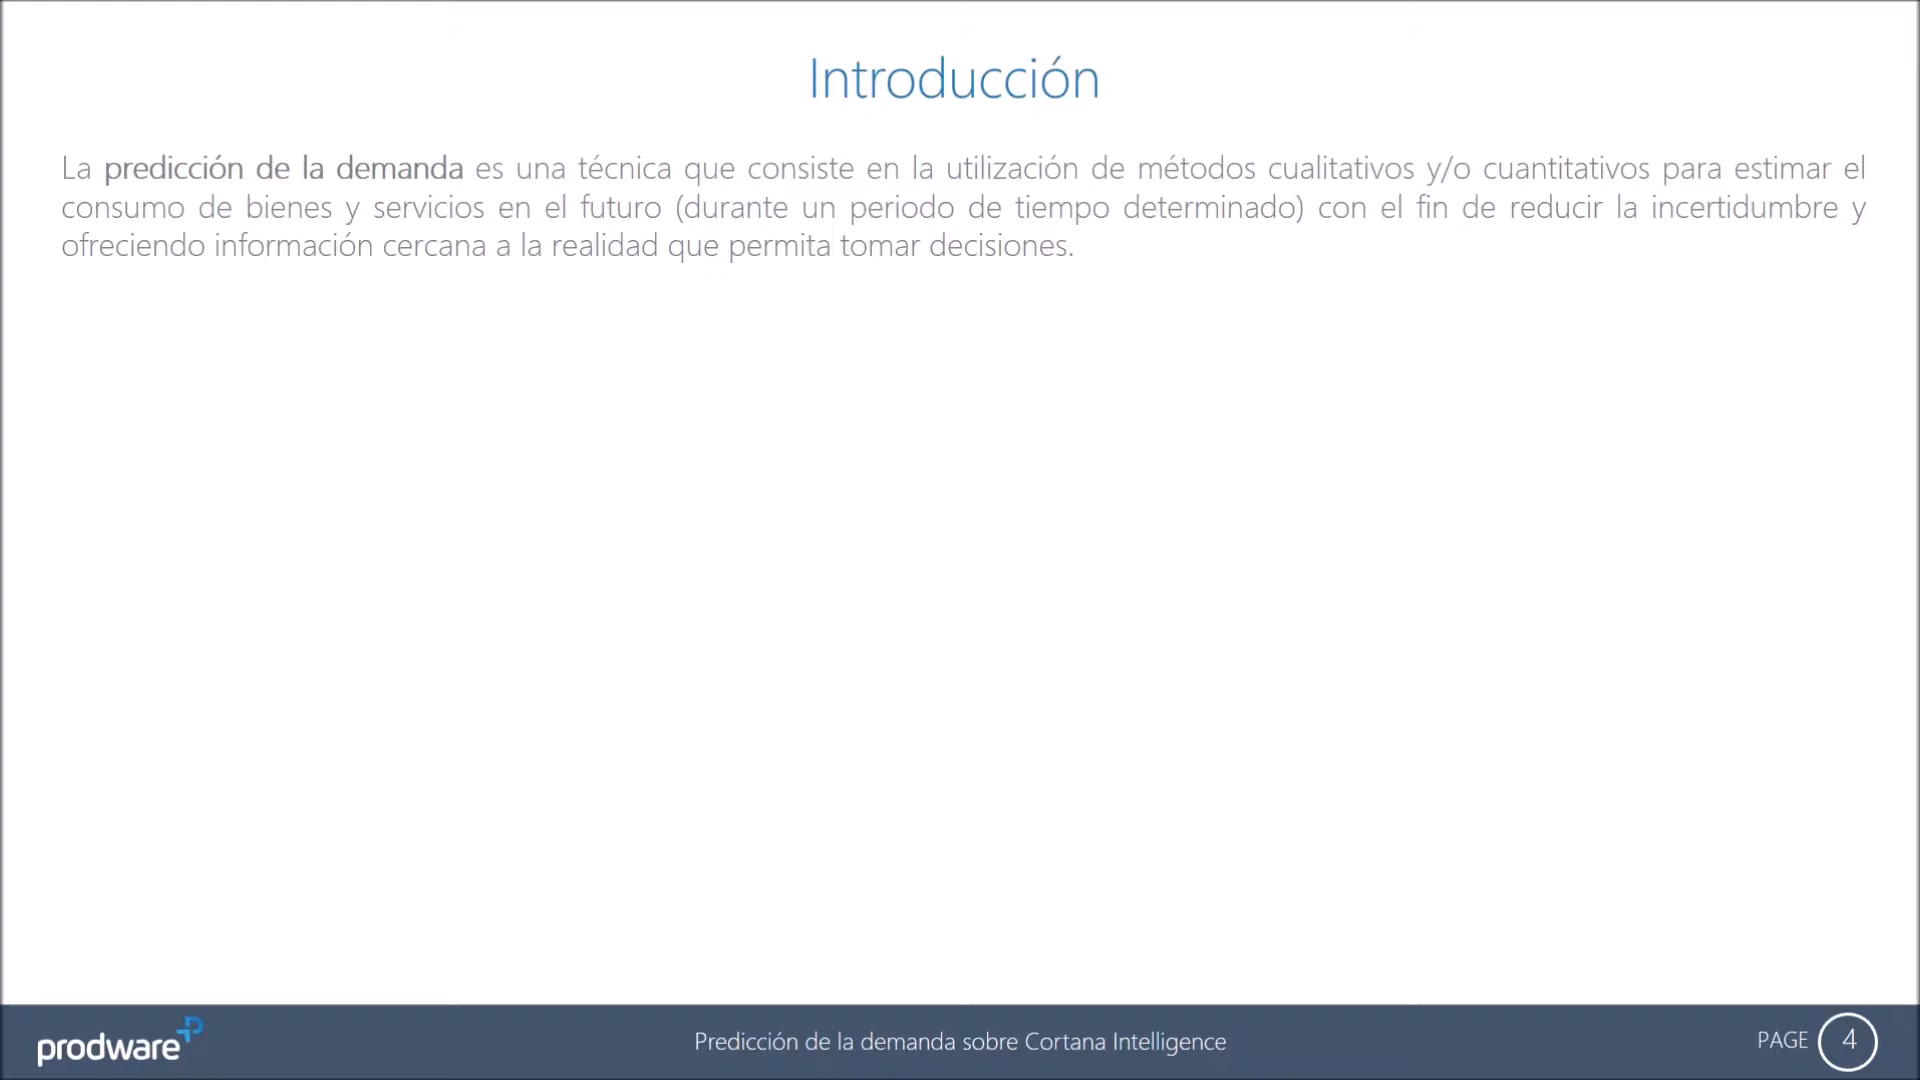 Introducción
La predicción de la demanda es una técnica que consiste en la utilización de métodos cualitativos y/o cuantitativos para estimar el
consumo de bienes y servicios en el futuro (durante un periodo de tiempo determinado) con el fin de reducir la incertidumbre y
ofreciendo información cercana a la realidad que permita tomar decisiones.
prodware
Predicción de la demanda sobre Cortana Intelligence
PAGE 4